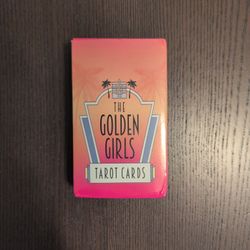 THE
GOLDEN
GIRLS
TAROT CARDS